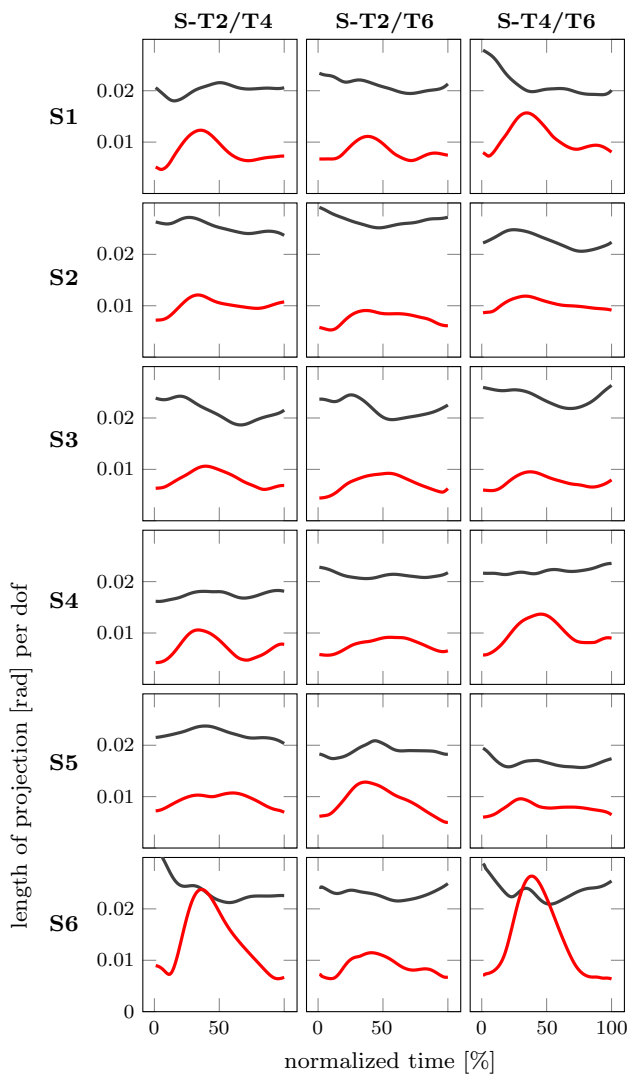 S-T2/T4 S-T2/T6 S-T4/T6
S1
0.02
0.01
S2
0.02
0.01
S3
0.02
0.01
S4
0.02
0.01
S5
0.02
0.01
S6
0.02
0.01
0
0 50 0 50 0 50 100
length of projection [rad] per dof
normalized time [%]